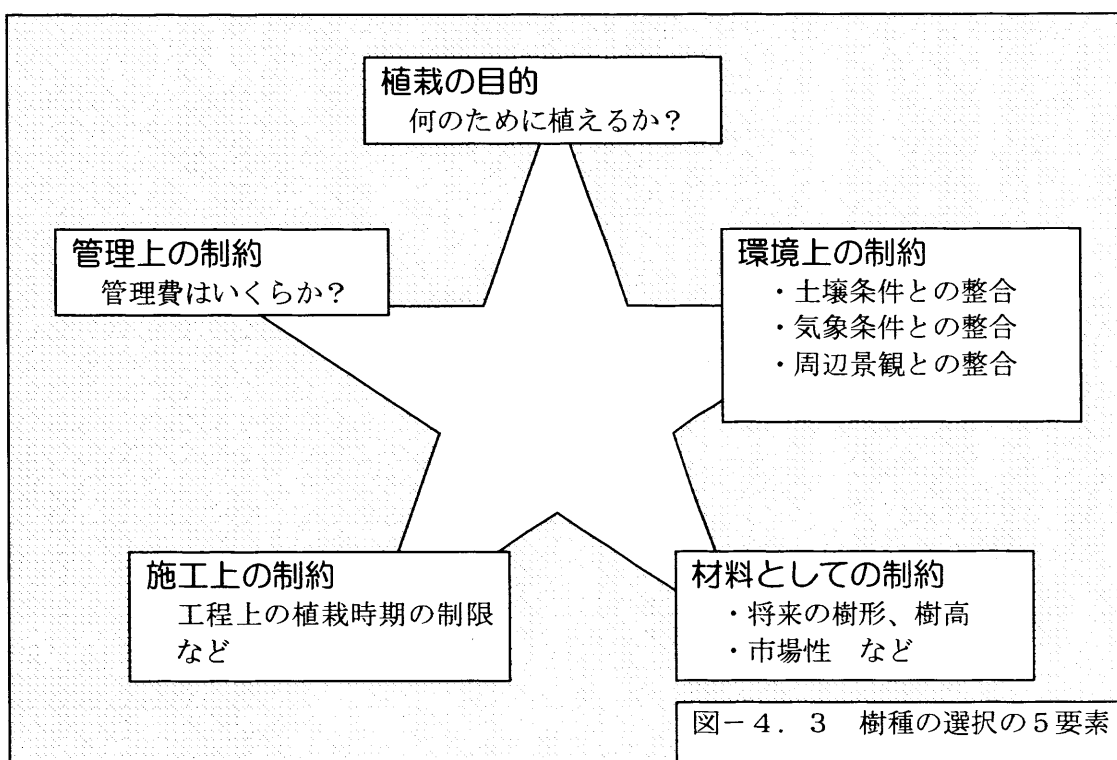 植栽の目的
何のために植えるか？
管理上の制約
管理費はいくらか？
環境上の制約
・土壌条件との整合
・気象条件との整合
・周辺景観との整合
施工上の制約
工程上の植栽時期の制限
など
材料としての制約
・将来の樹形、樹高
・市場性　など
図－４．３　樹種の選択の５要素